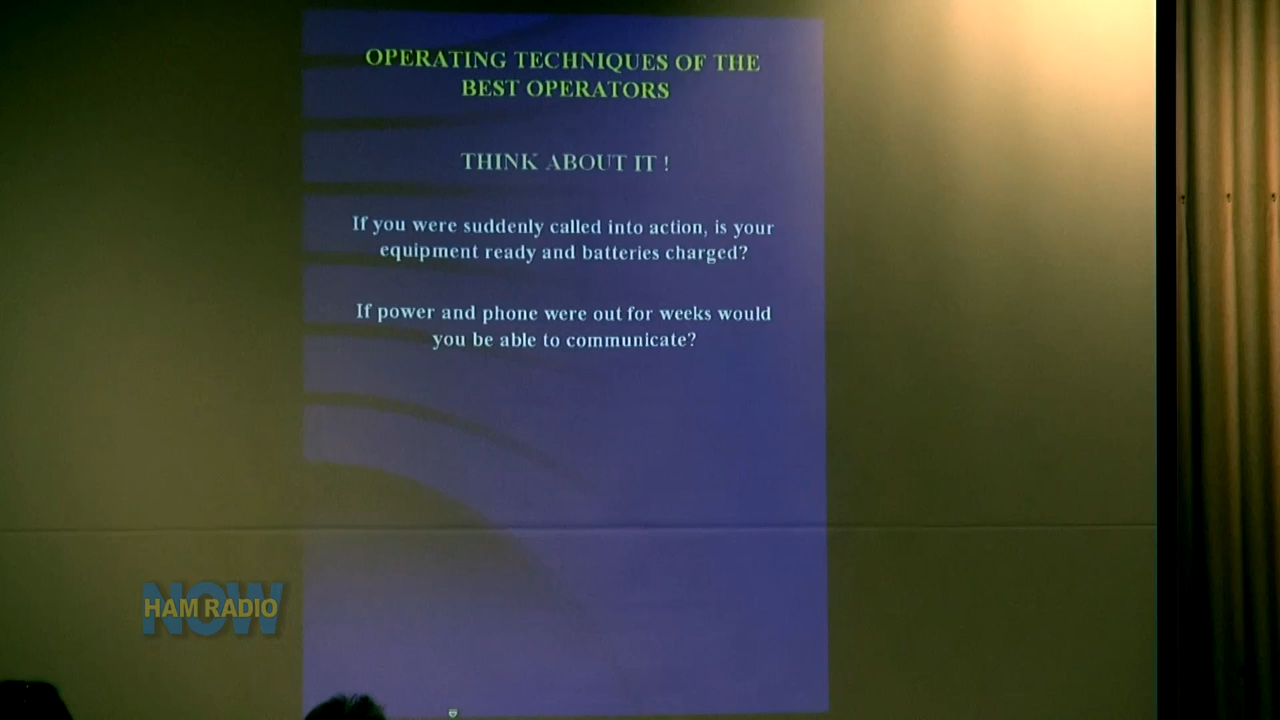 OPERATING TECHNIQUES OF THE
BEST OPERATORS
THINK ABOUT IT !
If you were suddenly called into action, is your
equipment ready and batteries charged?
If power and phone were out for weeks would
you be able to communicate?
NOW
HAM RADIO